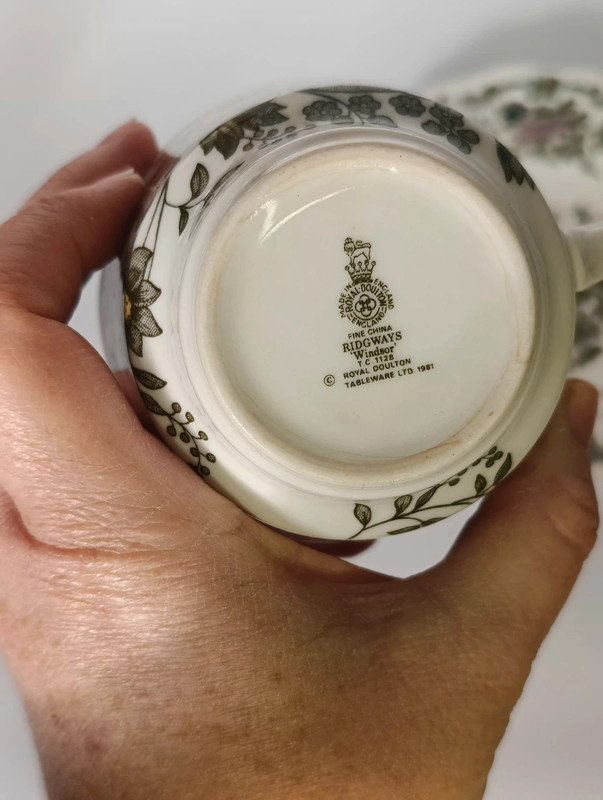 MADE IN ENGLAND
ROYAL DOULTON
ENGLAND
FINE CHINA
RIDGWAYS
'Windsor'
T.C. 1128
© ROYAL DOULTON
TABLEWARE LTD. 1981